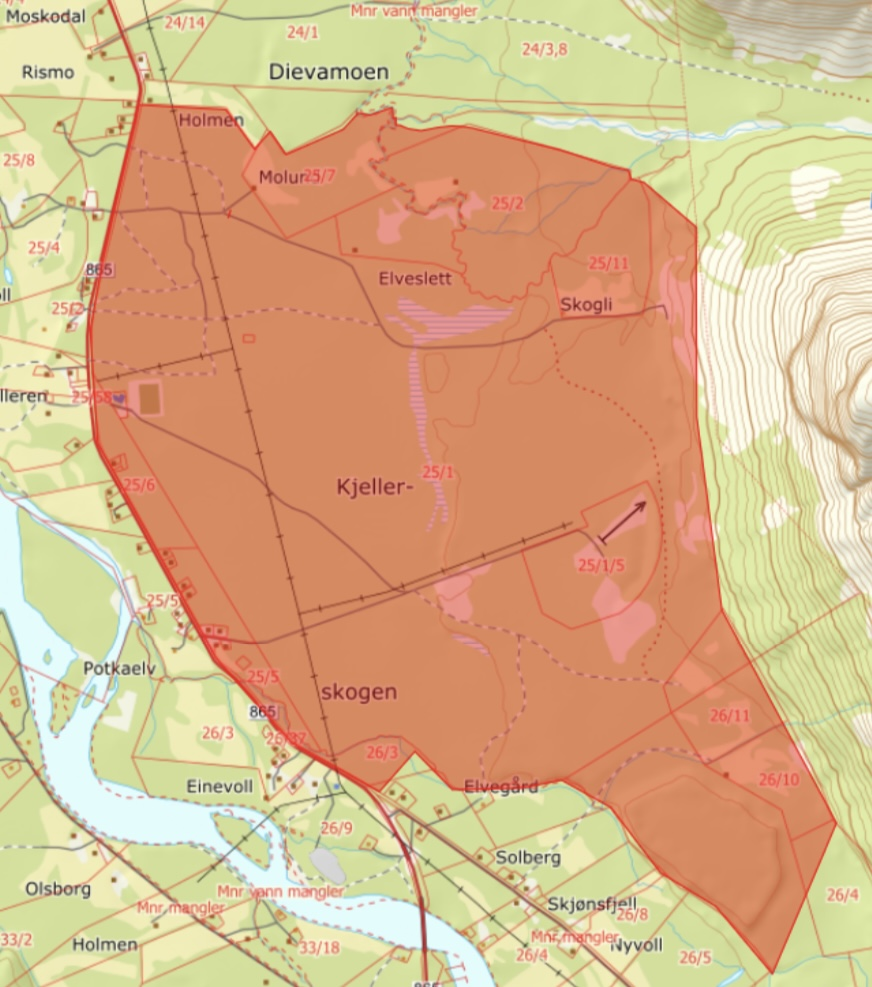 Moskodal
24/14
Mnr vann mangler
24/1
24/3,8
Rismo
Dievamoen
Holmen
25/8
25/7
25/2
25/4
25/11
865
Elveslett
Skogli
25/58
25/1
Kjeller-
25/6
25/1/5
25/5
Potkaelv
25/5
skogen
865
26/3
26/37
26/3
26/11
26/10
Einevoll
Elvegård
26/9
Solberg
Olsborg
Mnr vann mangler
Mnr mangler
Skjønsfjell
26/8
26/4
33/2
Holmen
33/18
Mnr mangler
Nyvoll
26/4
26/5